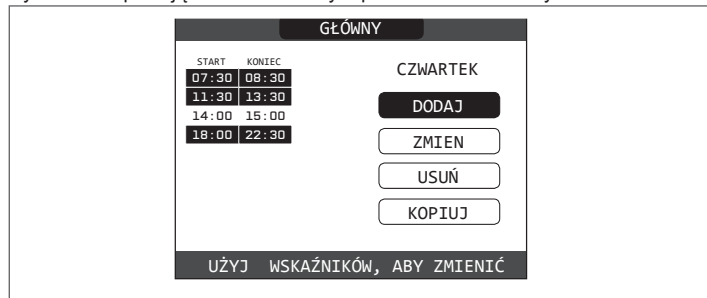 GŁÓWNY
START KONIEC
07:30 08:30
11:30 13:30
14:00 15:00
18:00 22:30
CZWARTEK
DODAJ
ZMIEN
USUŃ
KOPIUJ
UŻYJ WSKAŹNIKÓW, ABY ZMIENIĆ